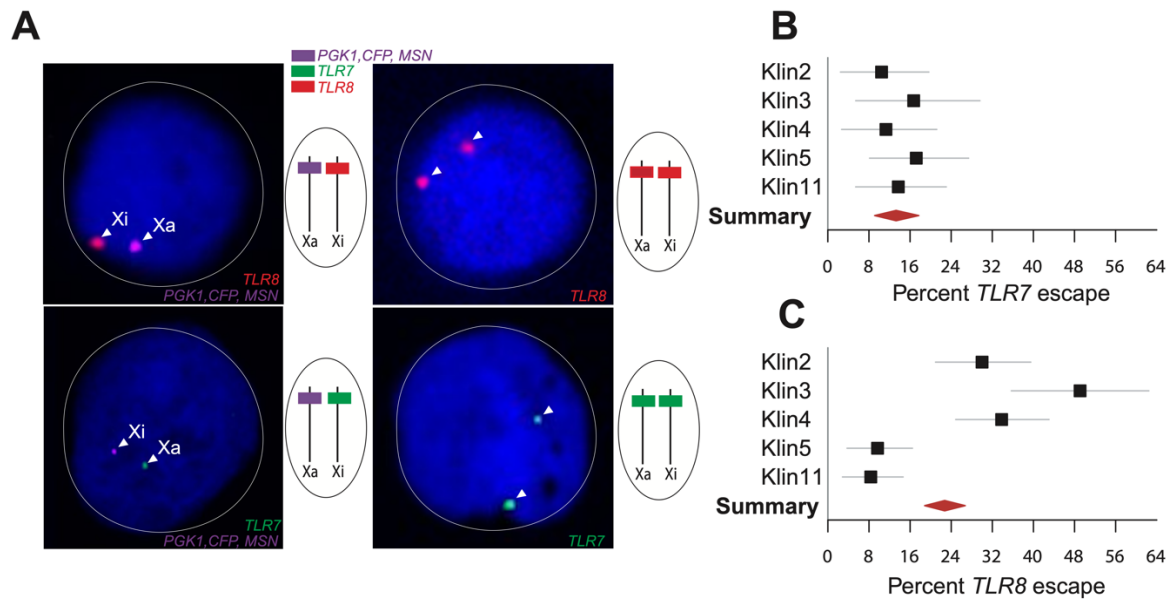 A
PGK1,CFP, MSN
TLR7
TLR8
Xi
Xa
TLR8
PGK1,CFP, MSN
Xa Xi
TLR8
Xa Xi
Xi
Xa
TLR7
PGK1,CFP, MSN
Xa Xi
TLR7
Xa Xi
B
Klin2
Klin3
Klin4
Klin5
Klin11
Summary
0 8 16 24 32 40 48 56 64
Percent TLR7 escape
C
Klin2
Klin3
Klin4
Klin5
Klin11
Summary
0 8 16 24 32 40 48 56 64
Percent TLR8 escape